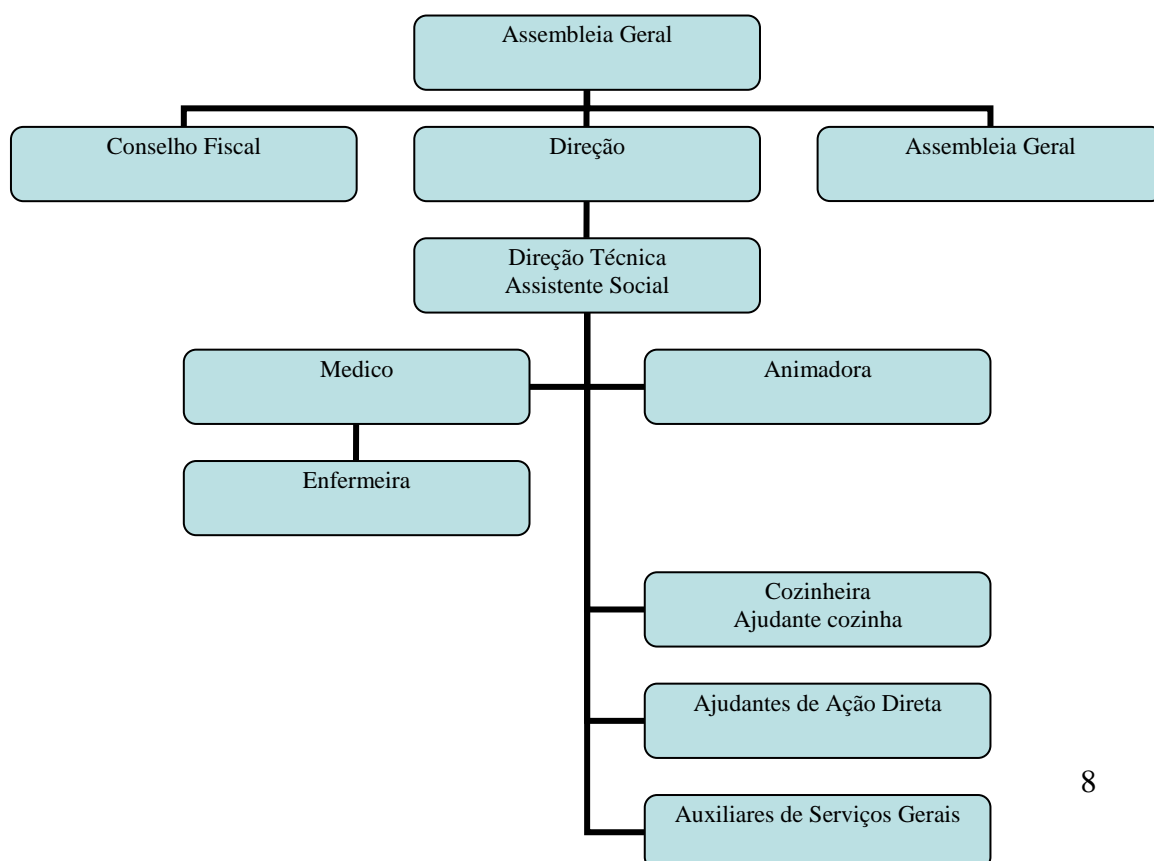 Assembleia Geral
Conselho Fiscal
Direção
Assembleia Geral
Direção Técnica
Assistente Social
Medico
Animadora
Enfermeira
Cozinheira
Ajudante cozinha
Ajudantes de Ação Direta
8
Auxiliares de Serviços Gerais